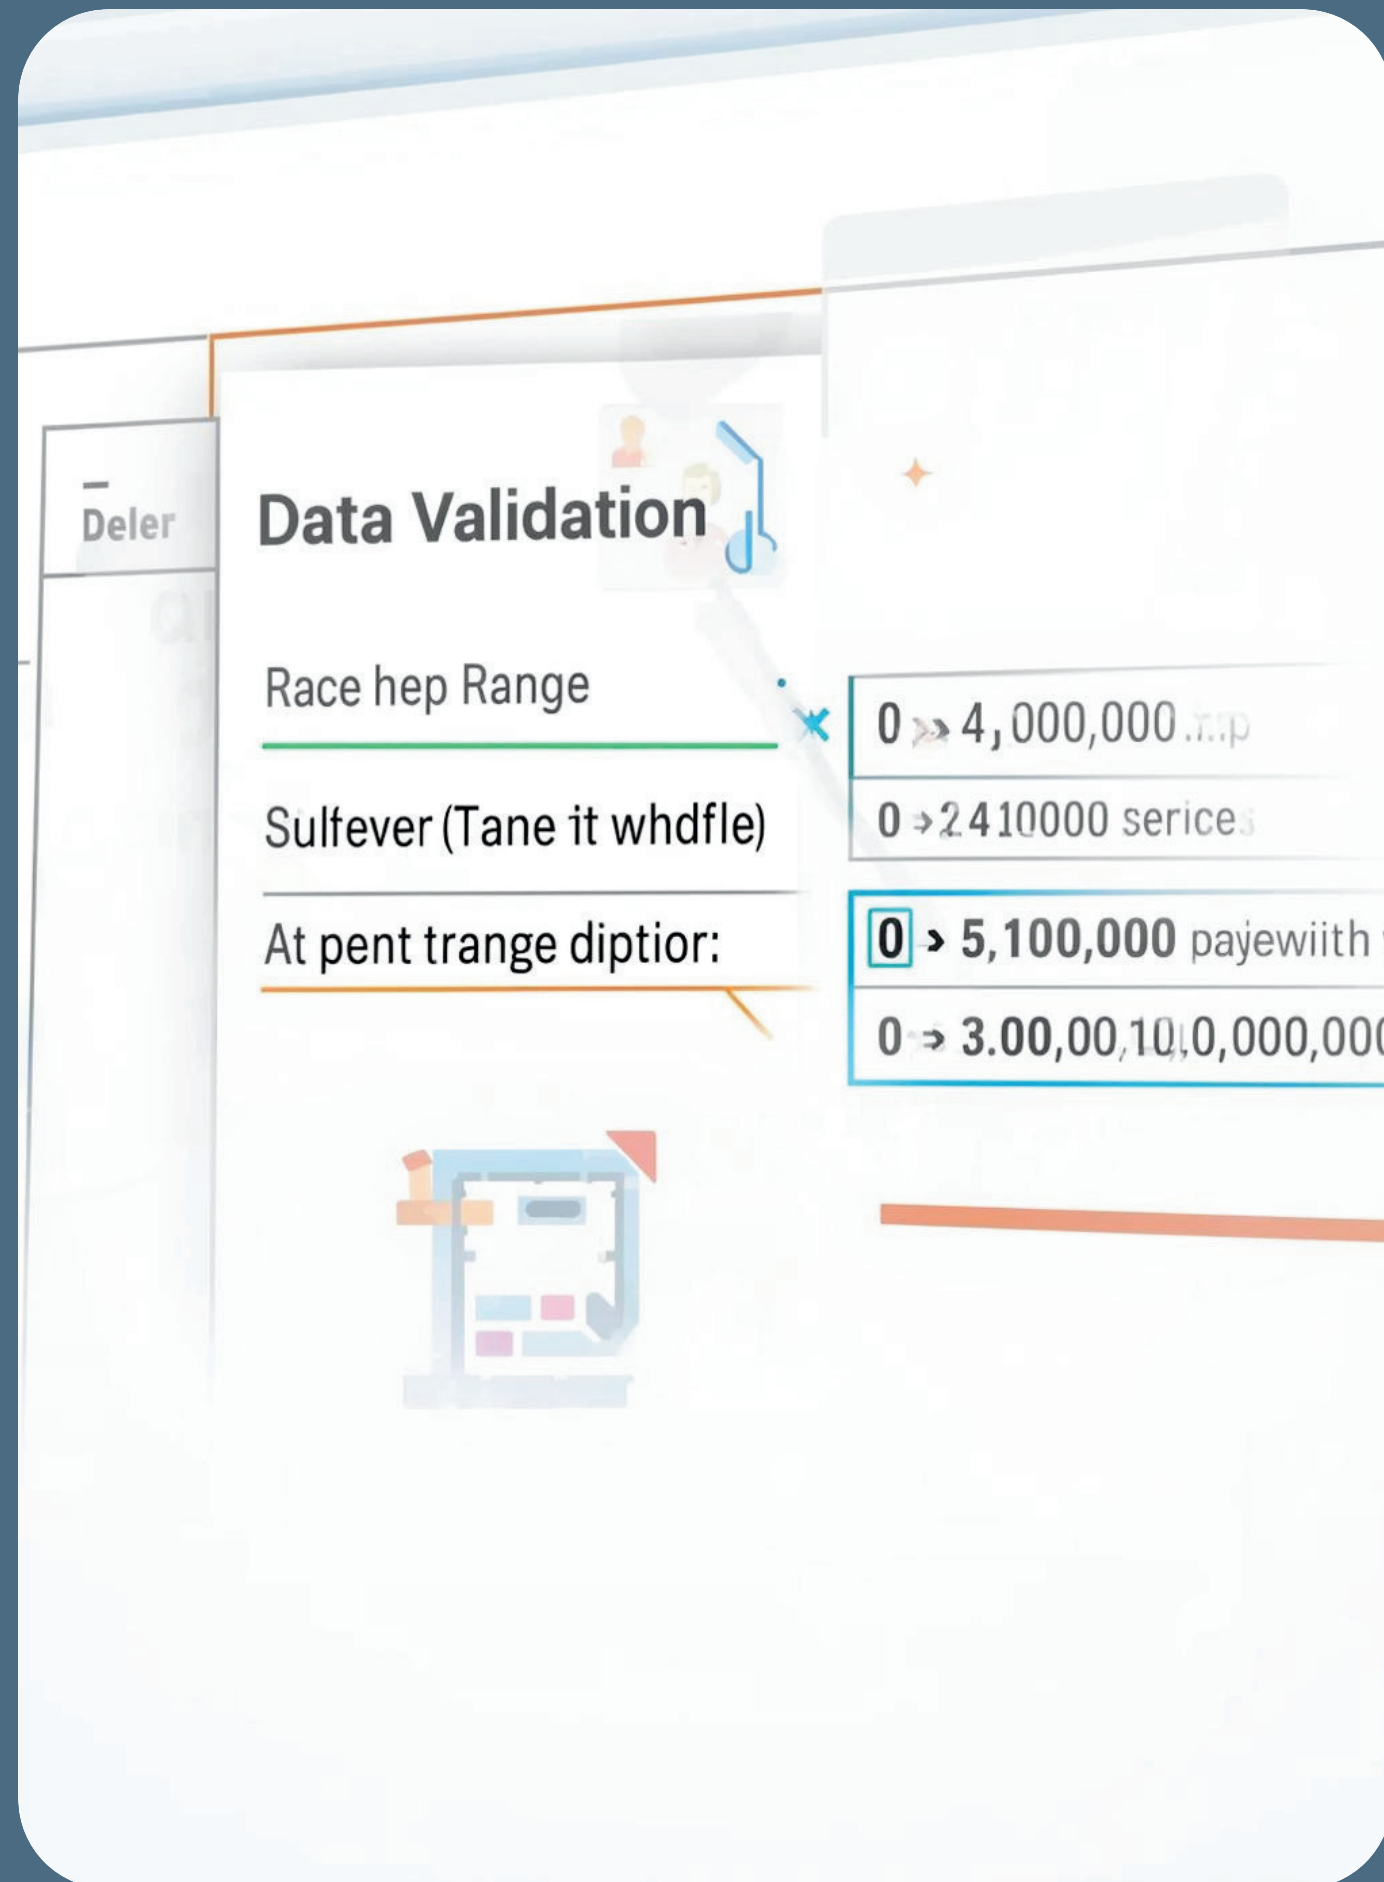 Deler
Data Validation
Race hep Range
Sulfever (Tane it whdfle)
At pent trange diptior:
0 » 4,000,000
0 → 2410000 serices
0 › 5,100,000 payewiith
0 → 3.00,00,10,0,000,000